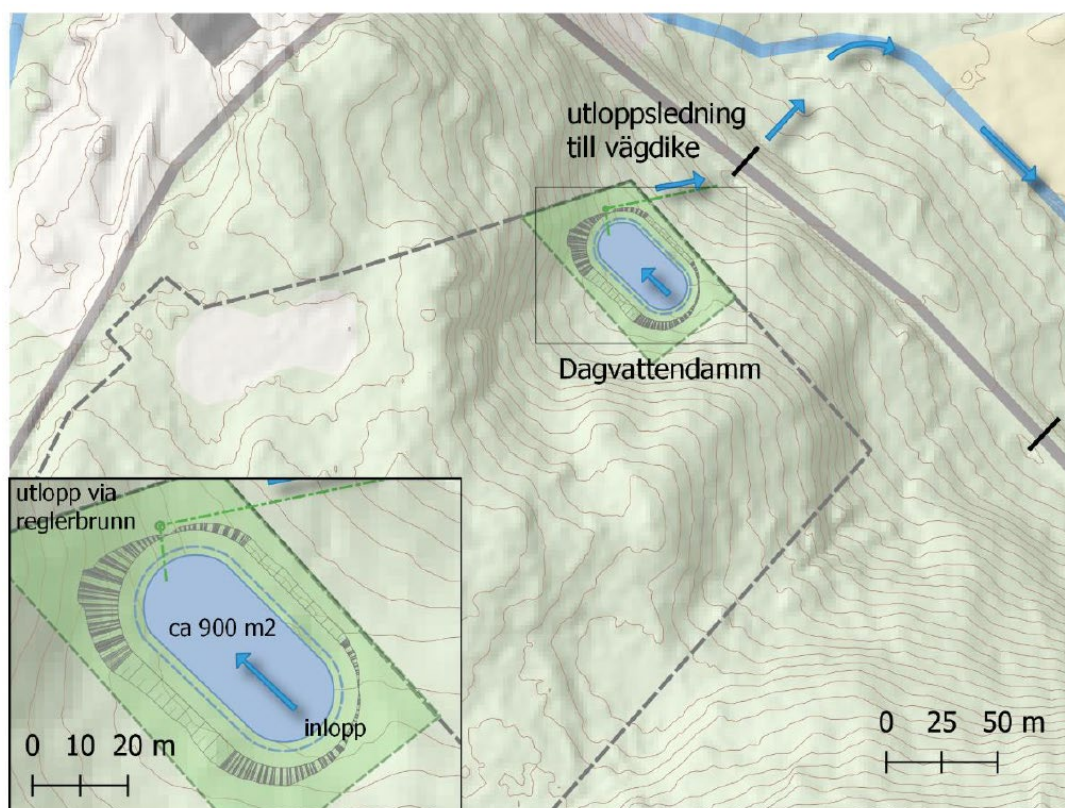 utloppsledning
till vägdike
Dagvattendamm
utlopp via
reglerbrunn
ca 900 m2
inlopp
0 10 20 m
0 25 50 m